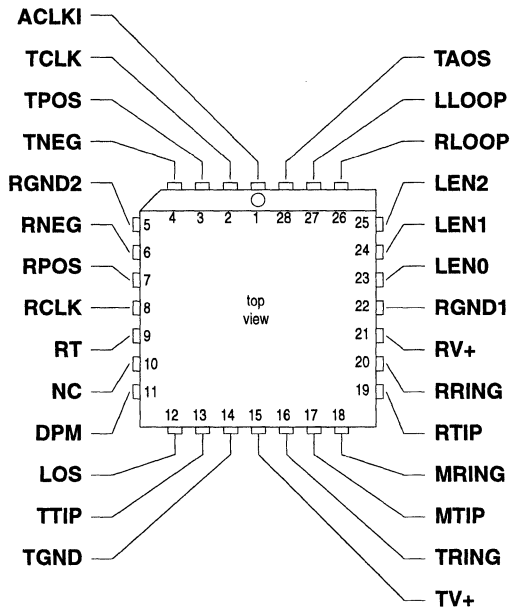 ACLKI
TCLK
TPOS
TNEG
RGND2
RNEG
RPOS
RCLK
RT
NC
DPM
LOS
TTIP
TGND
TAOS
LLOOP
RLOOP
LEN2
LEN1
LEN0
RGND1
RV+
RRING
RTIP
MRING
MTIP
TRING
TV+
4 3 2 1 28 27 26
5
6
7
8
9
10
11
25
24
23
22
21
20
19
top
view
12 13 14 15 16 17 18